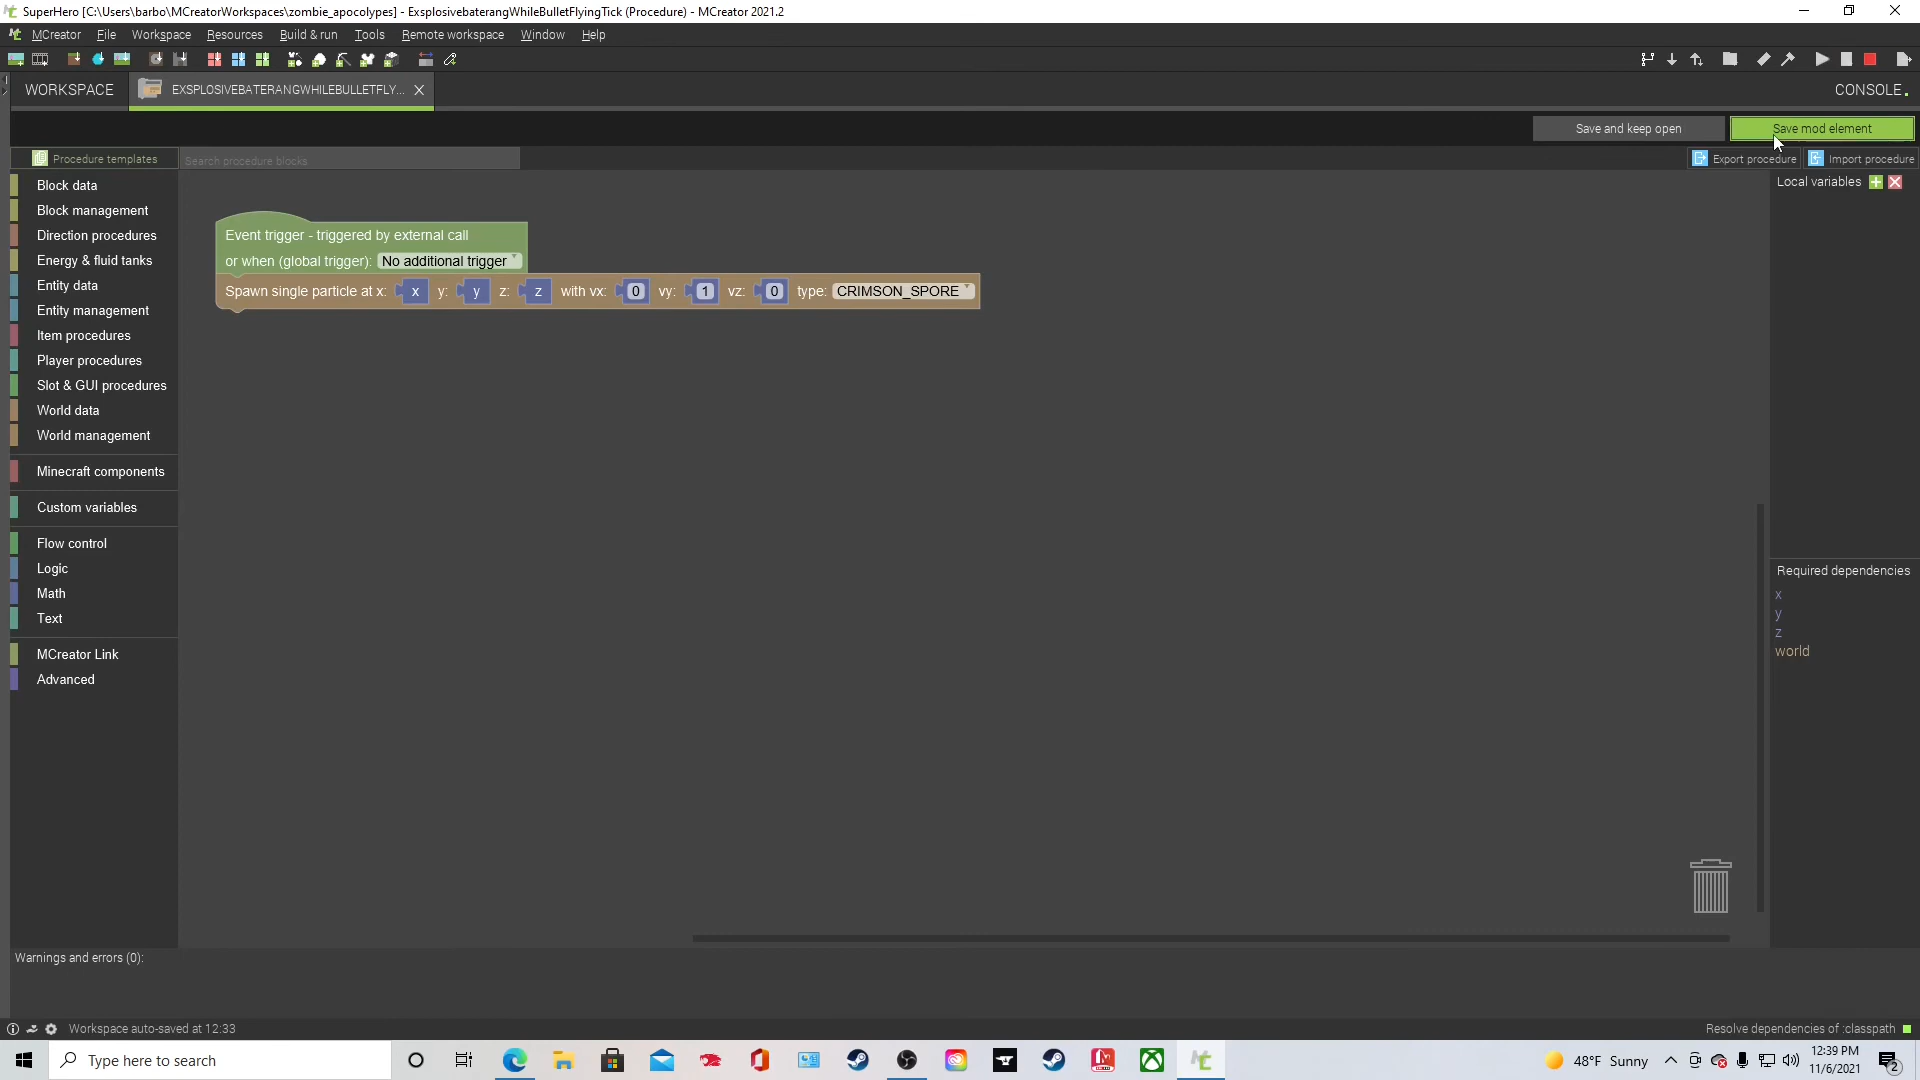 SuperHero [C:\Users\barbo\MCreatorWorkspaces\zombie_apocolypes] - ExsplosivebaterangWhileBulletFlyingTick (Procedure) - MCreator 2021.2
MCreator File Workspace Resources Build & run Tools Remote workspace Window Help
WORKSPACE EXSPLOSIVEBATERANGWHILEBULLETFLY... CONSOLE
Save and keep open Save mod element
Procedure templates Search procedure blocks Export procedure Import procedure
Local variables
Block data
Block management
Direction procedures
Energy & fluid tanks
Entity data
Entity management
Item procedures
Player procedures
Slot & GUI procedures
World data
World management
Minecraft components
Custom variables
Flow control
Logic
Math
Text
MCreator Link
Advanced
Event trigger - triggered by external call
or when (global trigger): No additional trigger
Spawn single particle at x: x y: y z: z with vx: 0 vy: 1 vz: 0 type: CRIMSON_SPORE
Required dependencies
x
y
z
world
Warnings and errors (0):
Workspace auto-saved at 12:33 Resolve dependencies of :classpath
Type here to search
48°F Sunny
12:39 PM
11/6/2021
2